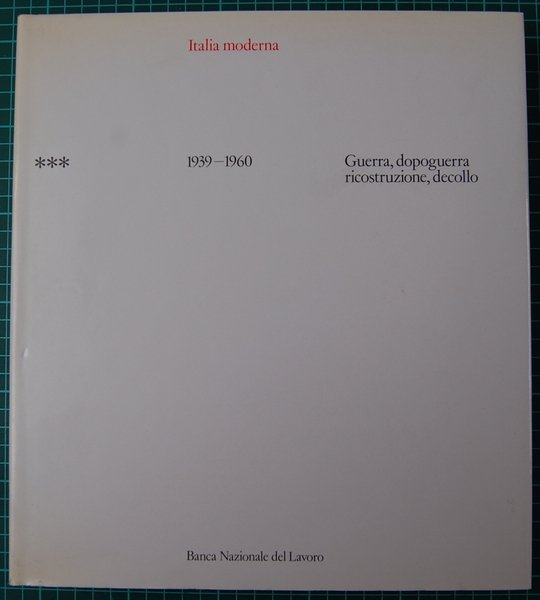 Italia moderna
*** 1939—1960 Guerra, dopoguerra
ricostruzione, decollo
Banca Nazionale del Lavoro